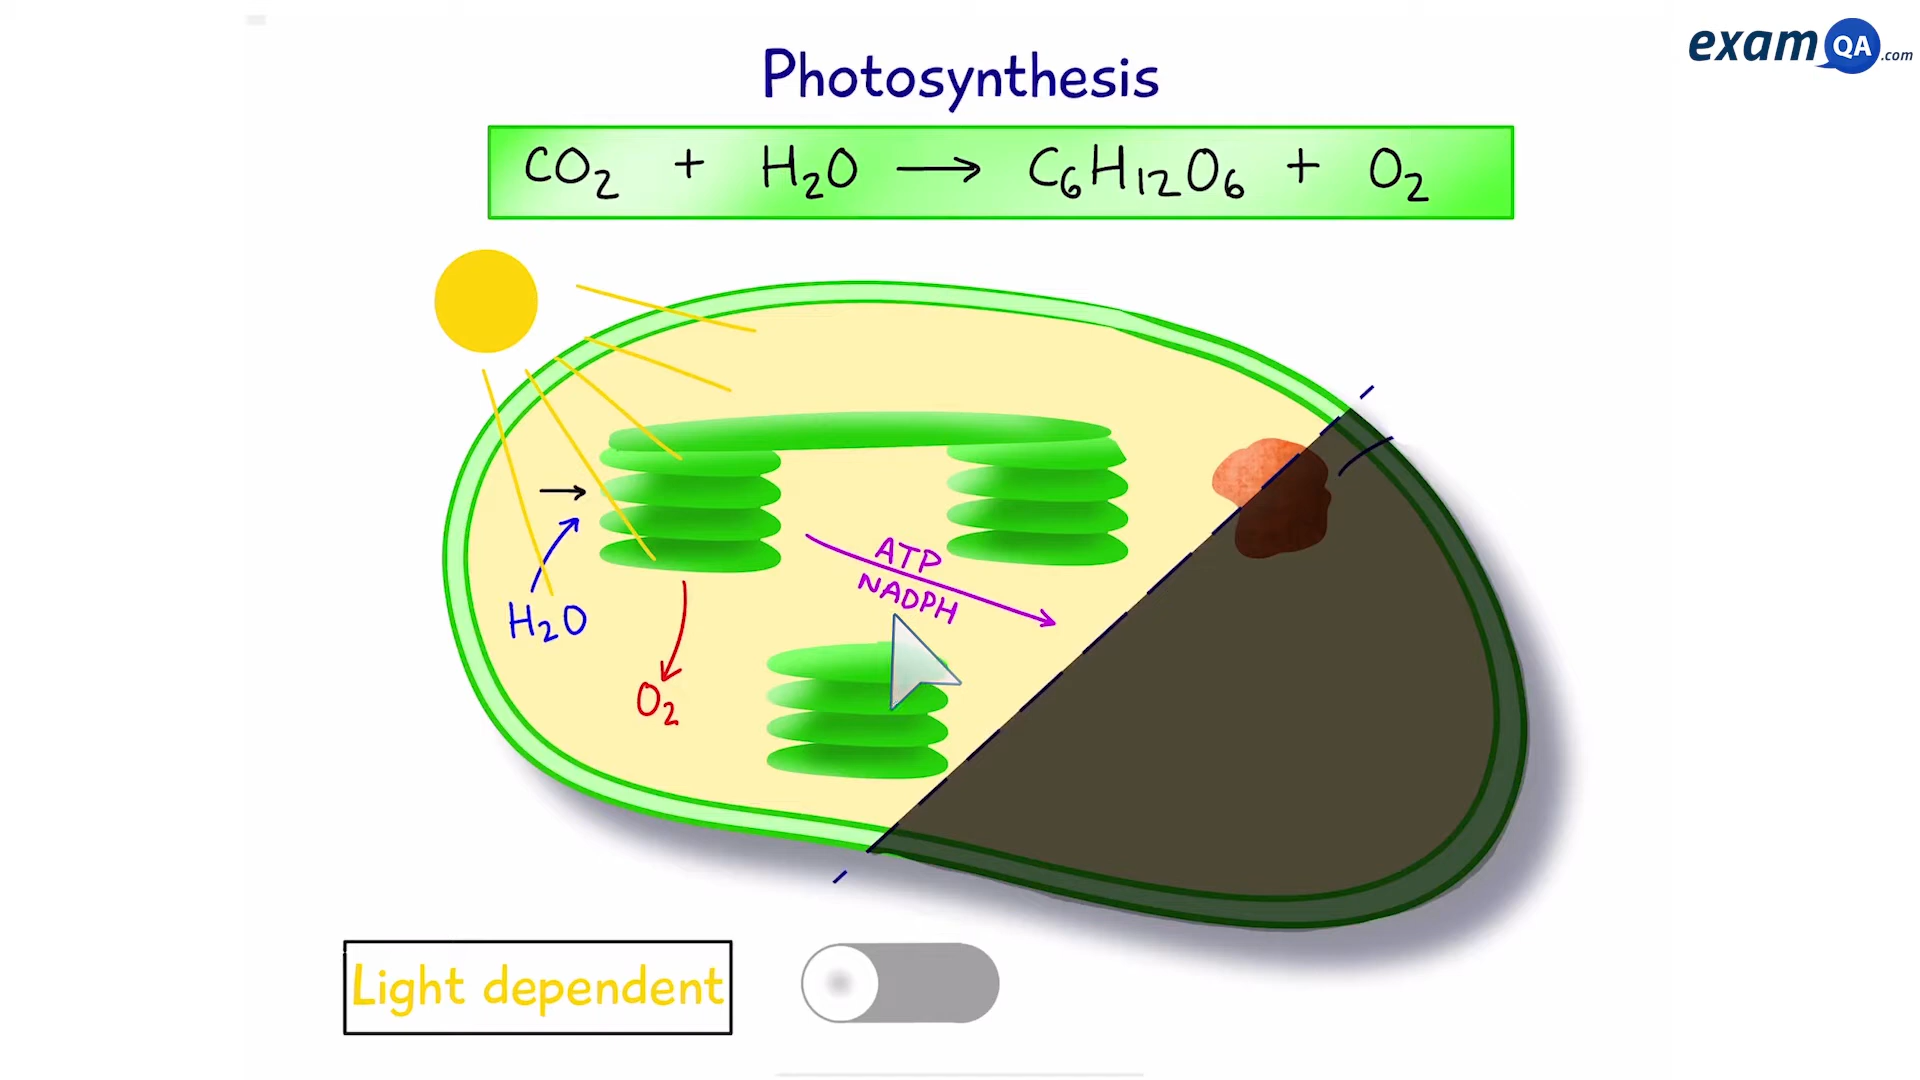 examQA.com
Photosynthesis
CO₂ + H₂O → C₆H₁₂O₆ + O₂
ATP
NADPH
H₂O
O₂
Light dependent